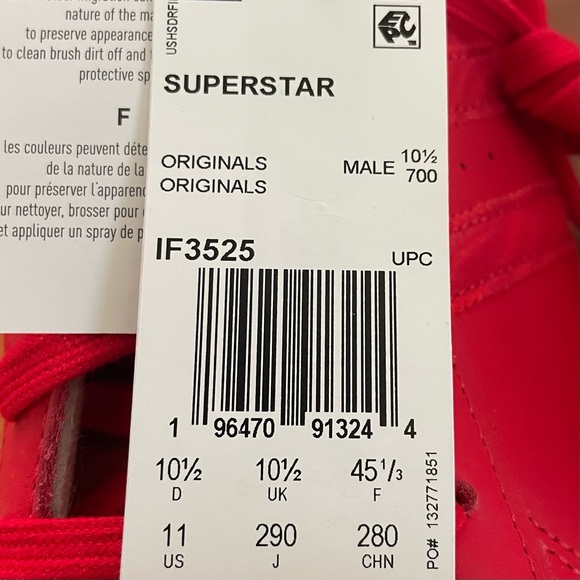 nature of the ma
to preserve appearance
to clean brush dirt off and
protective sp
F
les couleurs peuvent déte
de la nature de la
pour préserver l'apparenc
ur nettoyer, brosser pour
et appliquer un spray de p
USHSDRFI
EPC
SUPERSTAR
ORIGINALS
ORIGINALS
MALE 10½
700
IF3525
UPC
1 96470 91324 4
10½ 10½ 45 1/3
D UK F
11 290 280
US J CHN
PO# 132771851